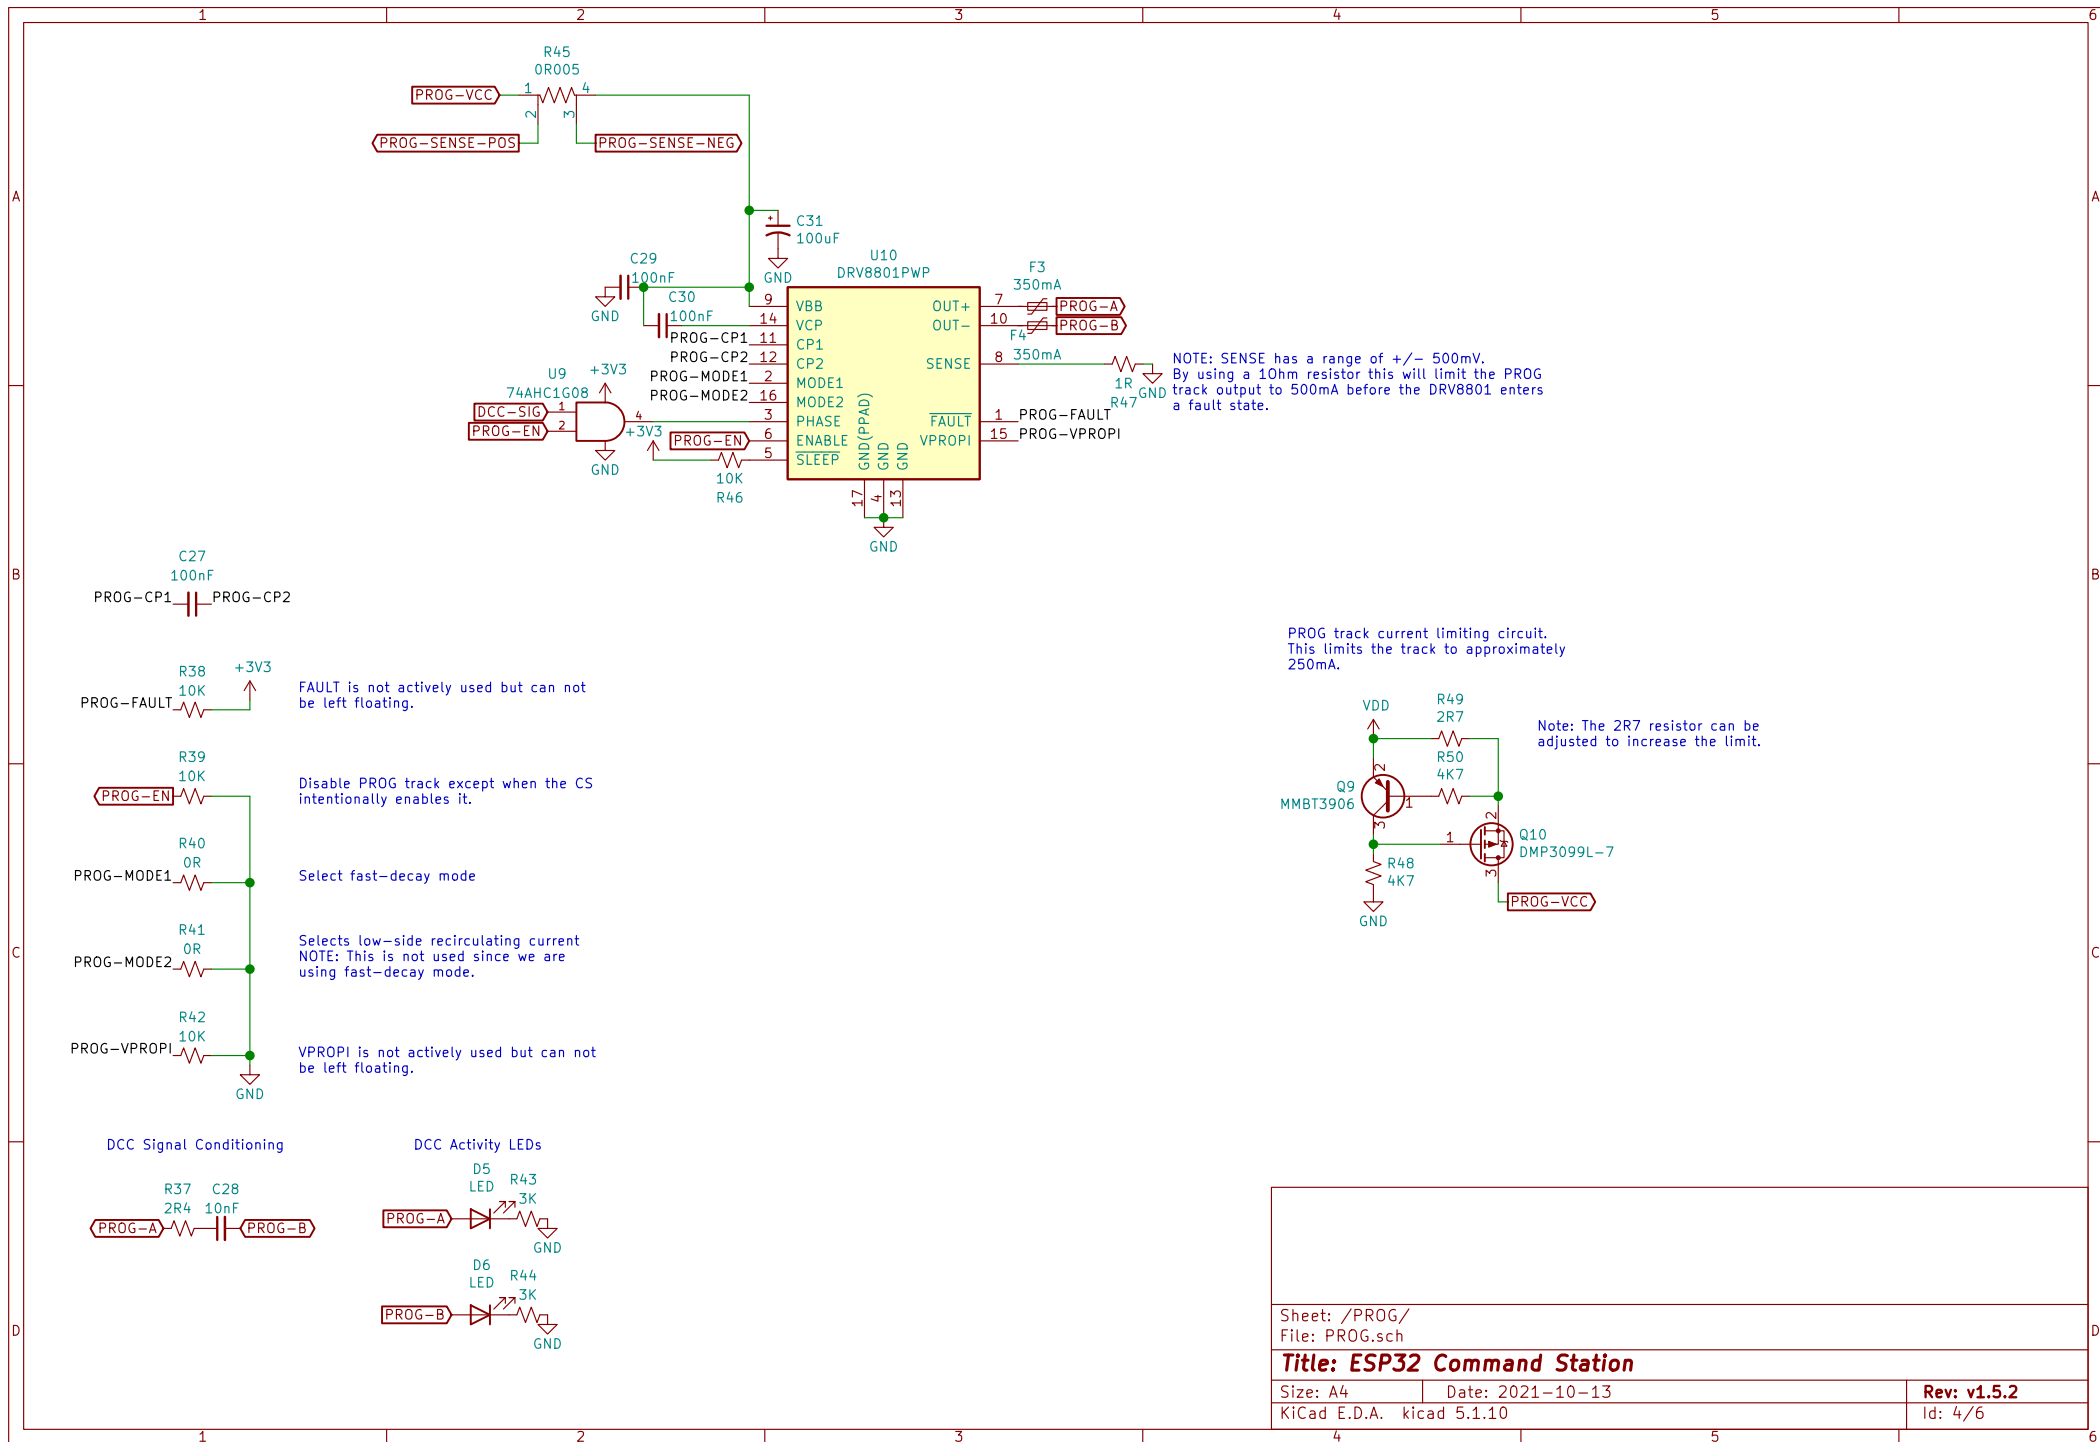 1 2 3 4 5 6
R45
0R005
PROG-VCC
1
4
2
3
PROG-SENSE-POS
PROG-SENSE-NEG
A
A
C31
100uF
GND
C29
100nF
GND
C30
100nF
U10
DRV8801PWP
F3
350mA
9 VBB
14 VCP
11 CP1
12 CP2
2 MODE1
16 MODE2
3 PHASE
6 ENABLE
5 SLEEP
OUT+ 7
OUT- 10
SENSE 8
FAULT 1
VPROPI 15
GND(PPAD)
GND
GND
17
4
13
GND
PROG-A
PROG-B
F4
350mA
PROG-CP1
PROG-CP2
PROG-MODE1
PROG-MODE2
U9
74AHC1G08
+3V3
DCC-SIG
1
PROG-EN
2
4
GND
+3V3
PROG-EN
10K
R46
1R
R47
GND
PROG-FAULT
PROG-VPROPI
NOTE: SENSE has a range of +/- 500mV.
By using a 1Ohm resistor this will limit the PROG
track output to 500mA before the DRV8801 enters
a fault state.
B
B
C27
100nF
PROG-CP1
PROG-CP2
R38
10K
+3V3
PROG-FAULT
FAULT is not actively used but can not
be left floating.
R39
10K
PROG-EN
Disable PROG track except when the CS
intentionally enables it.
R40
0R
PROG-MODE1
Select fast-decay mode
R41
0R
PROG-MODE2
Selects low-side recirculating current
NOTE: This is not used since we are
using fast-decay mode.
R42
10K
PROG-VPROPI
VPROPI is not actively used but can not
be left floating.
GND
PROG track current limiting circuit.
This limits the track to approximately
250mA.
VDD
R49
2R7
Note: The 2R7 resistor can be
adjusted to increase the limit.
R50
4K7
Q9
MMBT3906
2
1
3
Q10
DMP3099L-7
2
1
3
R48
4K7
GND
PROG-VCC
C
C
DCC Signal Conditioning
R37
2R4
C28
10nF
PROG-A
PROG-B
DCC Activity LEDs
D5
LED
R43
3K
PROG-A
GND
D6
LED
R44
3K
PROG-B
GND
D
D
Sheet: /PROG/
File: PROG.sch
Title: ESP32 Command Station
Size: A4
Date: 2021-10-13
Rev: v1.5.2
KiCad E.D.A. kicad 5.1.10
Id: 4/6
1 2 3 4 5 6